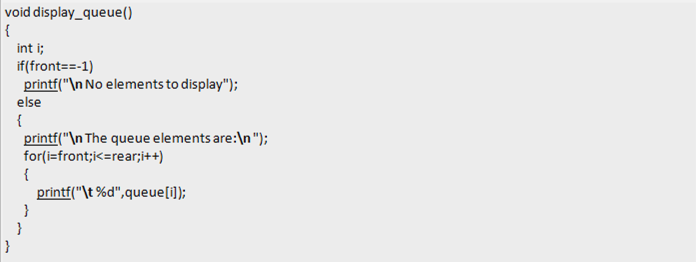 void display_queue()
{
int i;
if(front==-1)
printf("\n No elements to display");
else
{
printf("\n The queue elements are:\n ");
for(i=front;i<=rear;i++)
{
printf("\t %d",queue[i]);
}
}
}